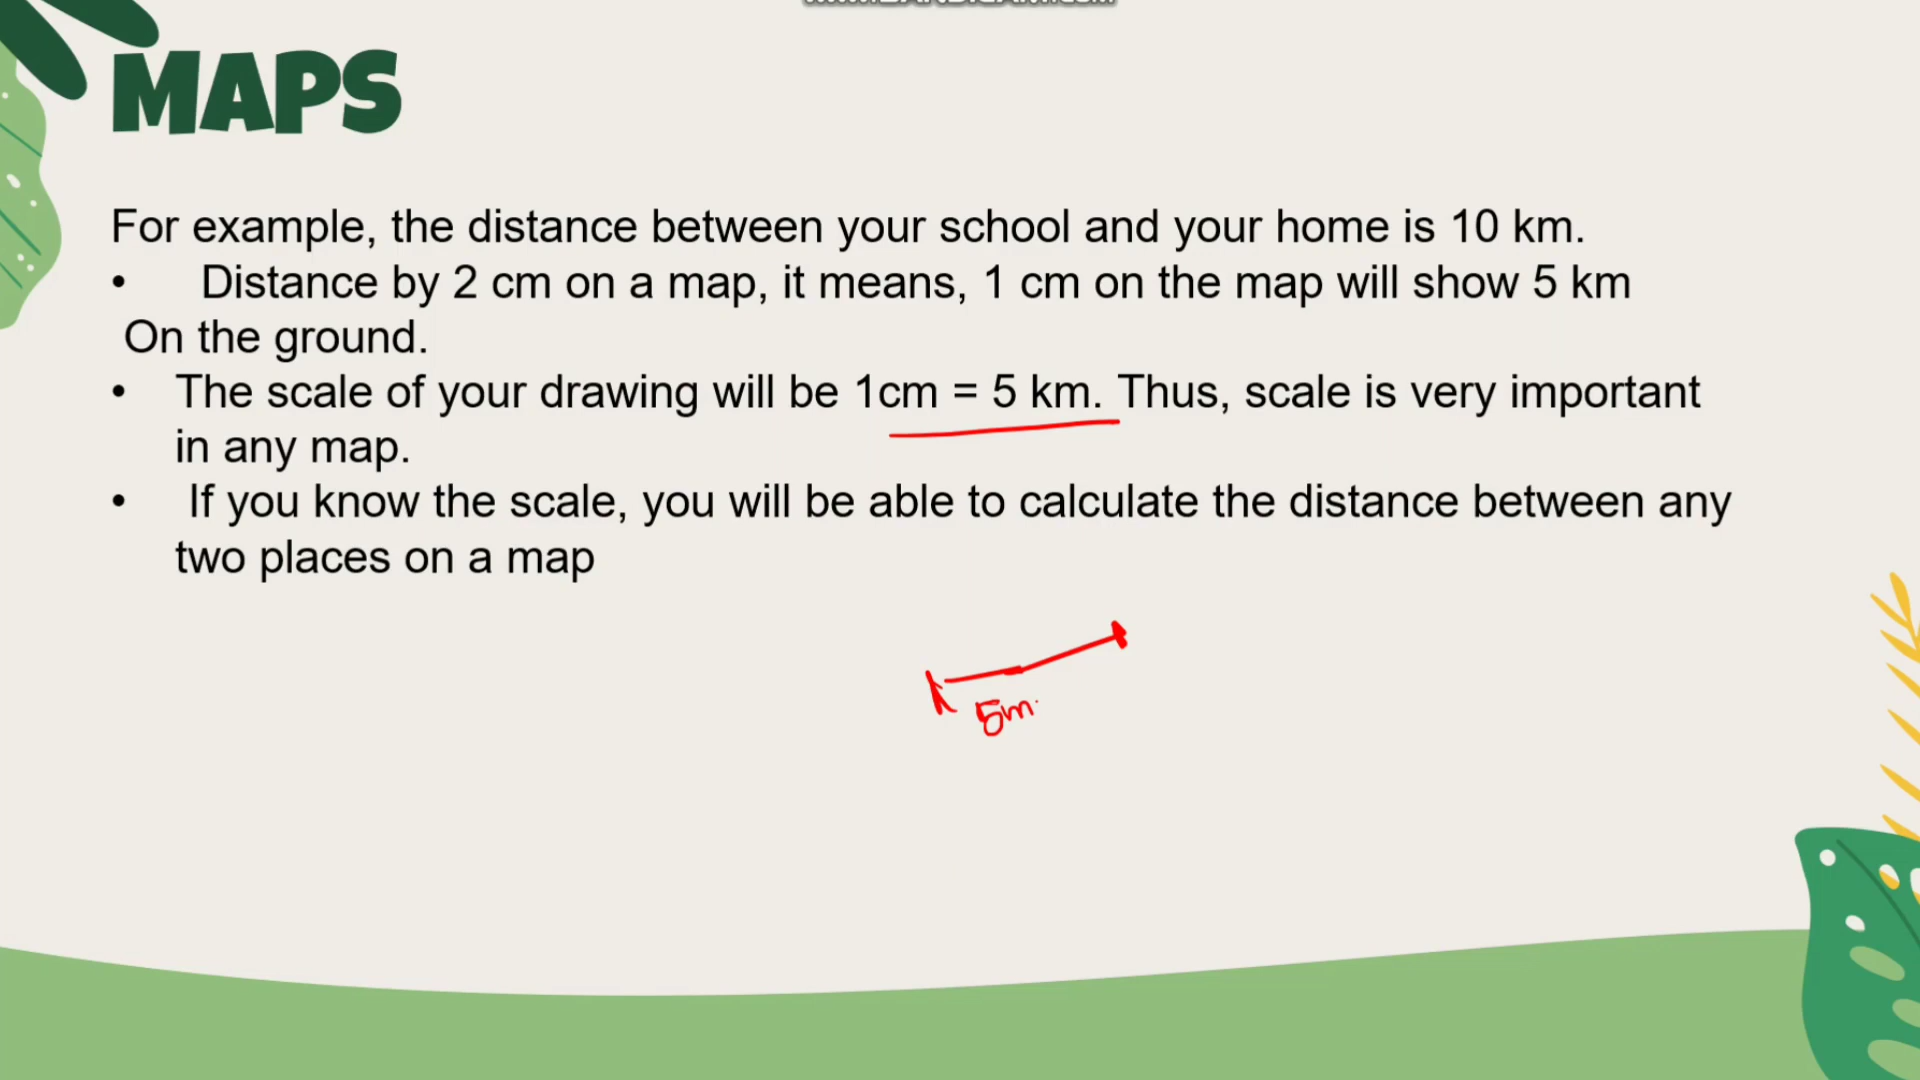 MAPS
For example, the distance between your school and your home is 10 km.
• Distance by 2 cm on a map, it means, 1 cm on the map will show 5 km
On the ground.
• The scale of your drawing will be 1cm = 5 km. Thus, scale is very important
in any map.
• If you know the scale, you will be able to calculate the distance between any
two places on a map
5m